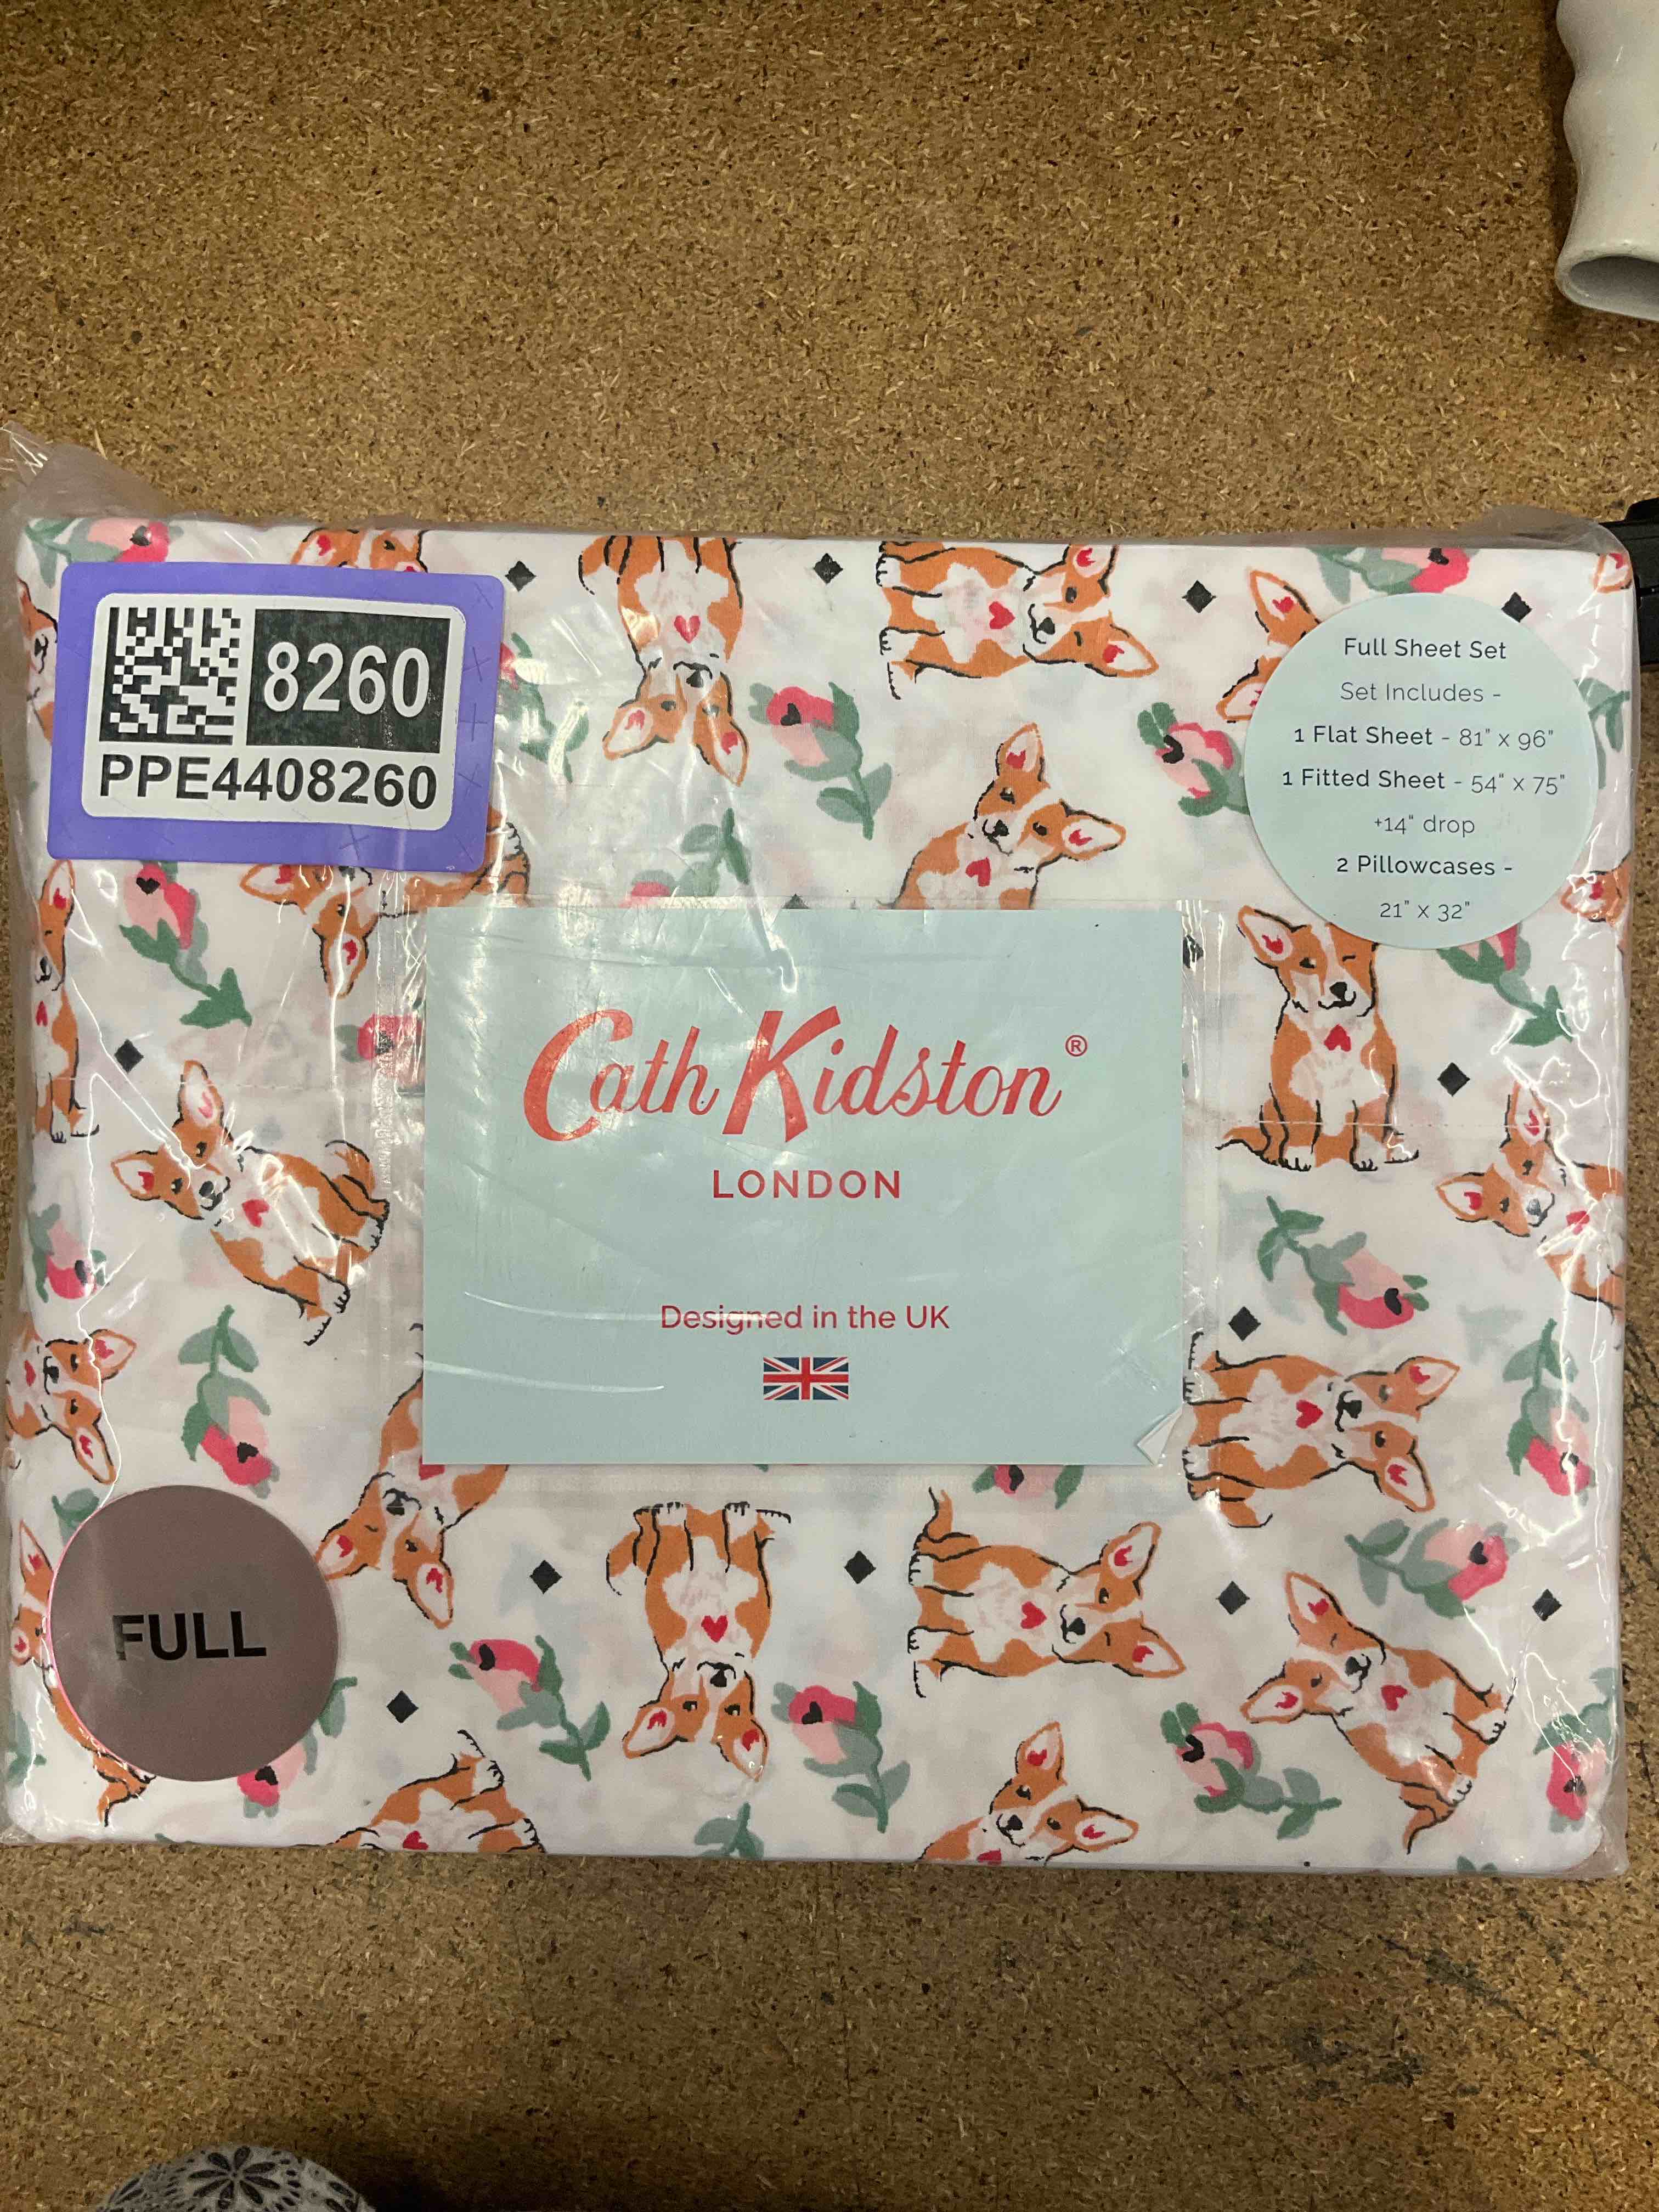 8260
PPE4408260
Full Sheet Set
Set Includes -
1 Flat Sheet - 81" x 96"
1 Fitted Sheet - 54" x 75"
+14" drop
2 Pillowcases -
21" x 32"
Cath Kidston®
LONDON
Designed in the UK
FULL